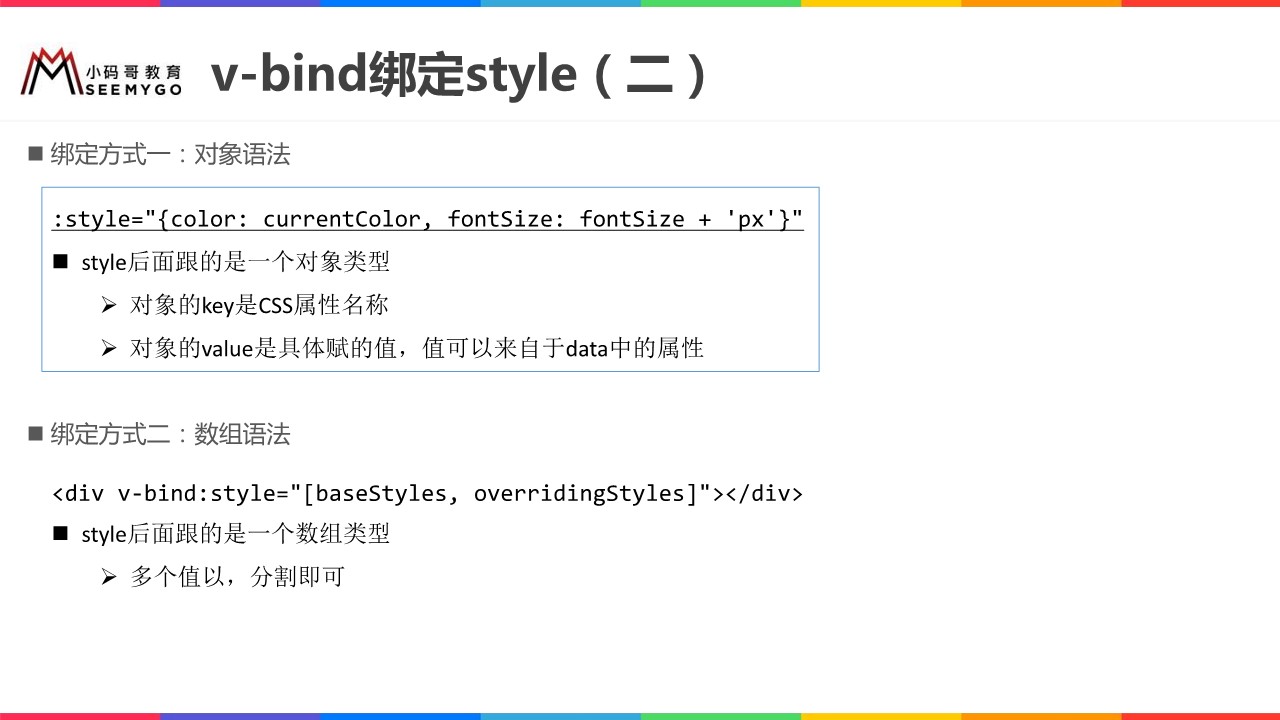 小码哥教育
SEEMYGO
v-bind绑定style（二）
■ 绑定方式一：对象语法
:style="{color: currentColor, fontSize: fontSize + 'px'}"
■ style后面跟的是一个对象类型
➢ 对象的key是CSS属性名称
➢ 对象的value是具体赋的值，值可以来自于data中的属性
■ 绑定方式二：数组语法
<div v-bind:style="[baseStyles, overridingStyles]"></div>
■ style后面跟的是一个数组类型
➢ 多个值以，分割即可